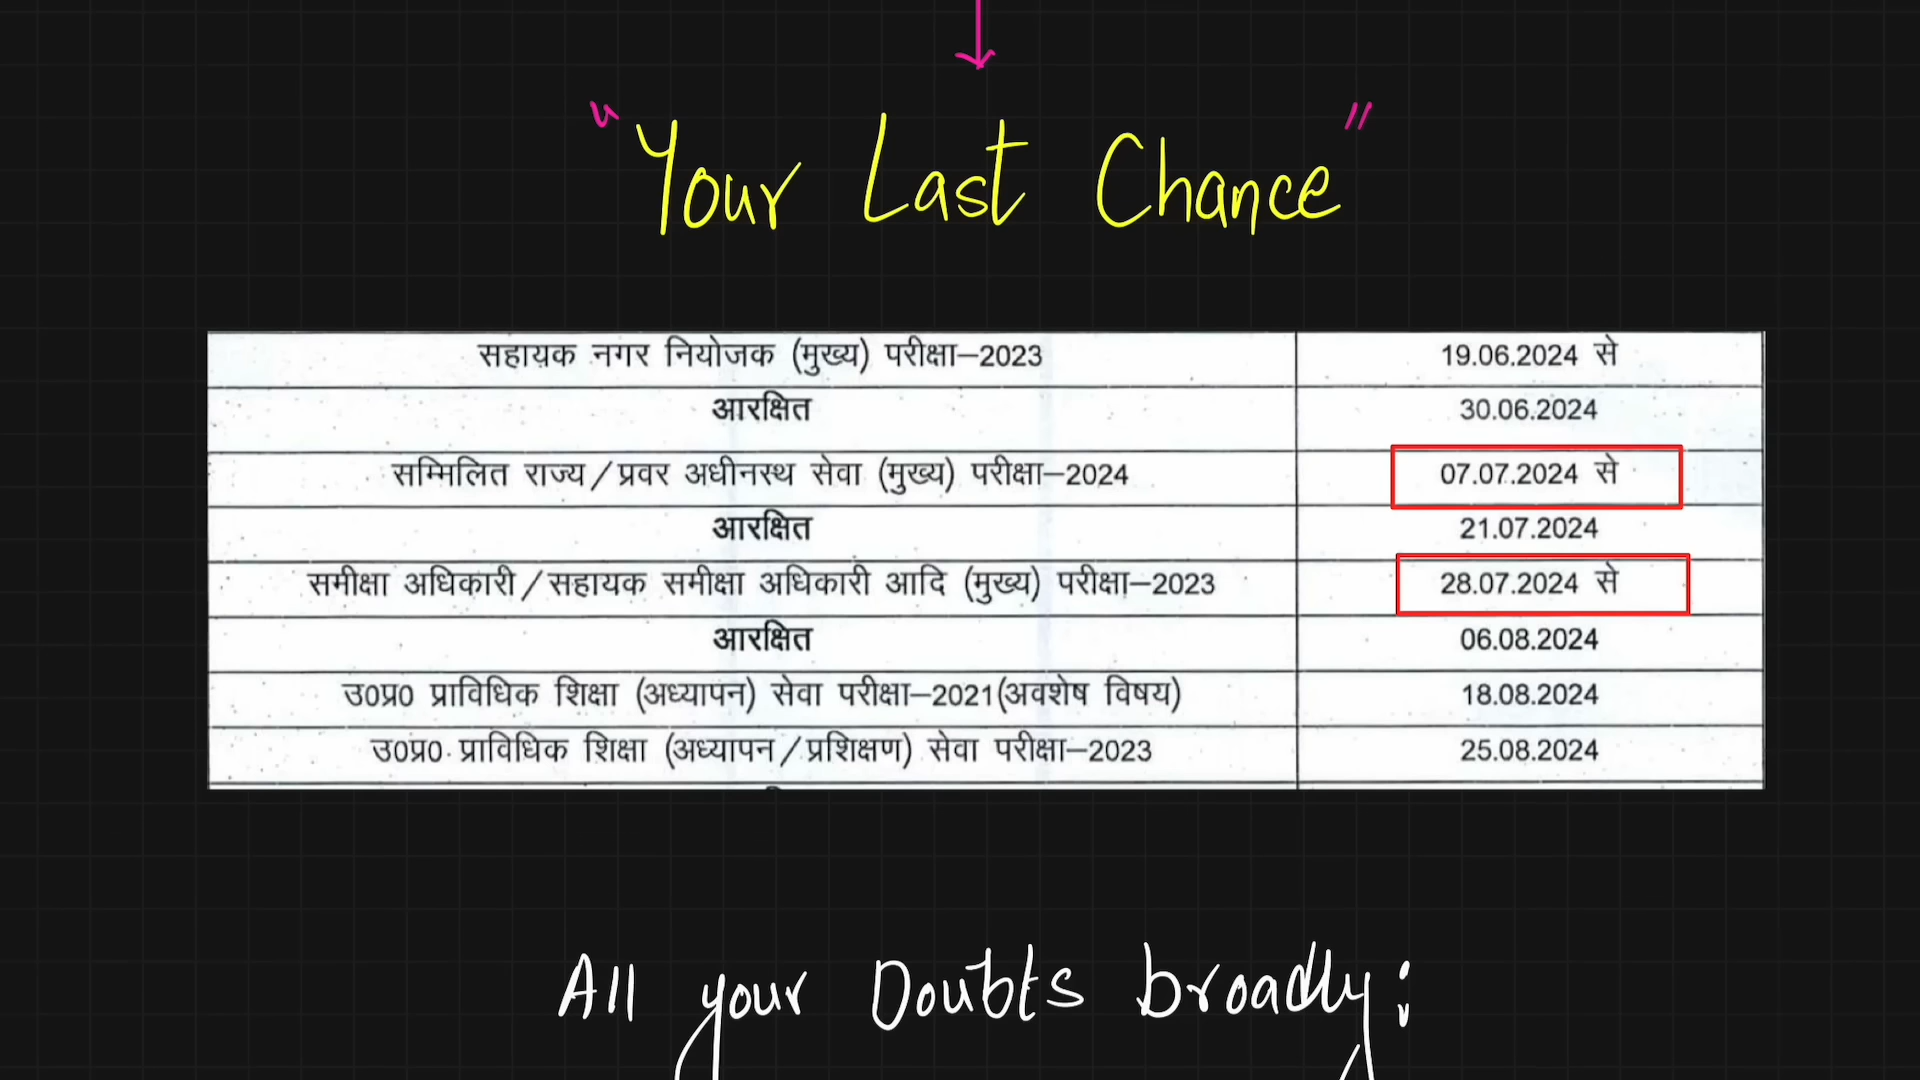 "Your Last Chance"
सहायक नगर नियोजक (मुख्य) परीक्षा–2023 19.06.2024 से
आरक्षित 30.06.2024
सम्मिलित राज्य/प्रवर अधीनस्थ सेवा (मुख्य) परीक्षा–2024 07.07.2024 से
आरक्षित 21.07.2024
समीक्षा अधिकारी/सहायक समीक्षा अधिकारी आदि (मुख्य) परीक्षा–2023 28.07.2024 से
आरक्षित 06.08.2024
उ0प्र0 प्राविधिक शिक्षा (अध्यापन) सेवा परीक्षा–2021(अवशेष विषय) 18.08.2024
उ0प्र0 प्राविधिक शिक्षा (अध्यापन/प्रशिक्षण) सेवा परीक्षा–2023 25.08.2024
All your Doubts broadly: